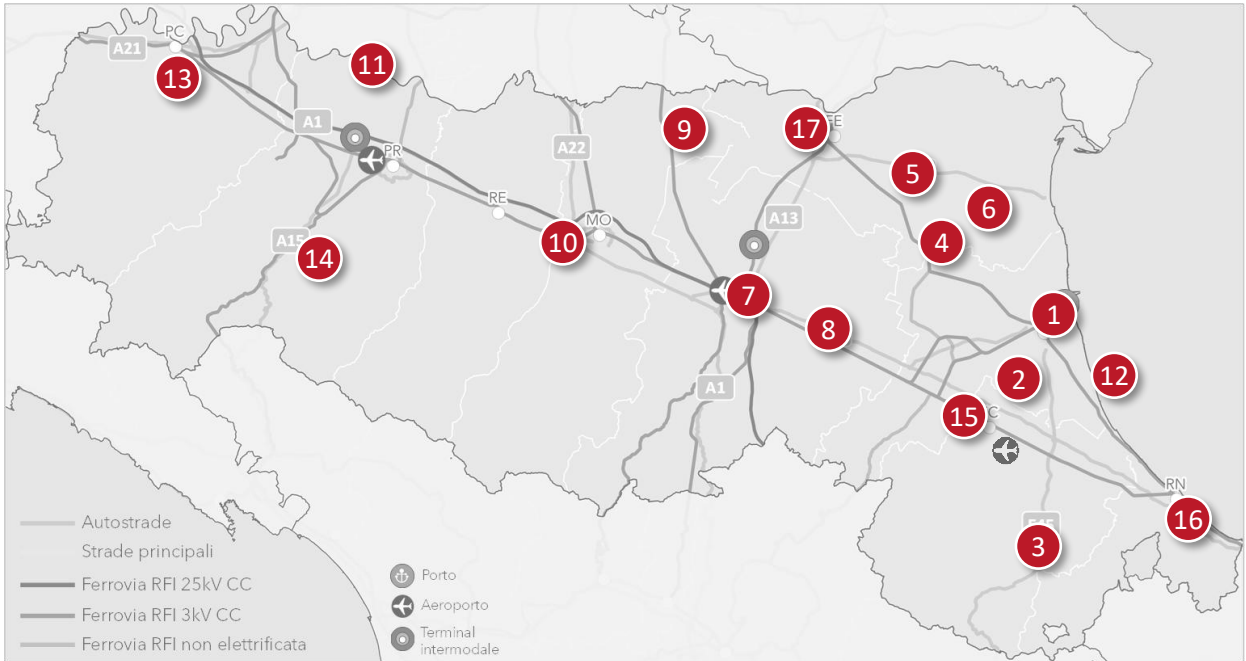 PC
A21
13
11
A1
PR
9
17
FE
A22
5
6
RE
MO
A13
4
10
A15
14
7
8
1
2
12
A1
15
C
RN
16
3
Autostrade
Strade principali
Ferrovia RFI 25kV CC
Ferrovia RFI 3kV CC
Ferrovia RFI non elettrificata
Porto
Aeroporto
Terminal
intermodale